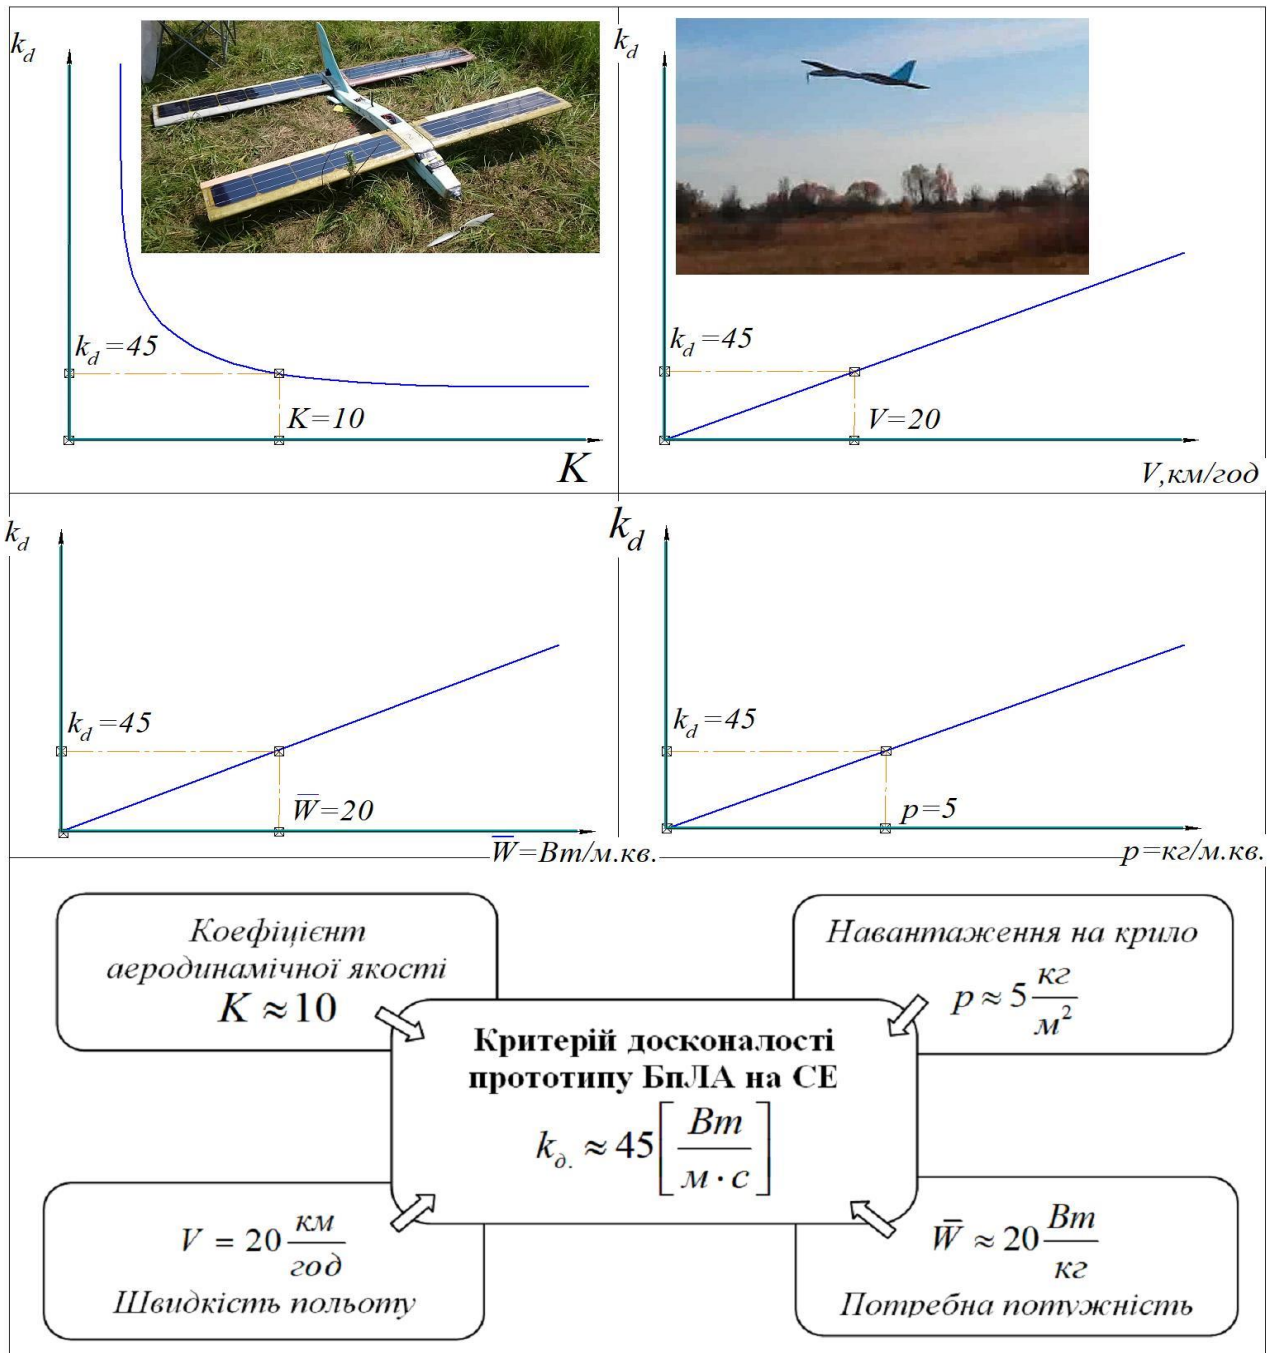 k_d
k_d=45
K=10
K
k_d
k_d=45
V=20
V,км/год
k_d
k_d=45
W̅=20
W̅=Вт/м.кв.
k_d
k_d=45
p=5
p=кг/м.кв.
Коефіцієнт
аеродинамічної якості
K ≈ 10
Навантаження на крило
p ≈ 5 кг/м²
Критерій досконалості
прототипу БпЛА на СЕ
k_д. ≈ 45 [Вт/м · с]
V = 20 км/год
Швидкість польоту
W̅ ≈ 20 Вт/кг
Потребна потужність